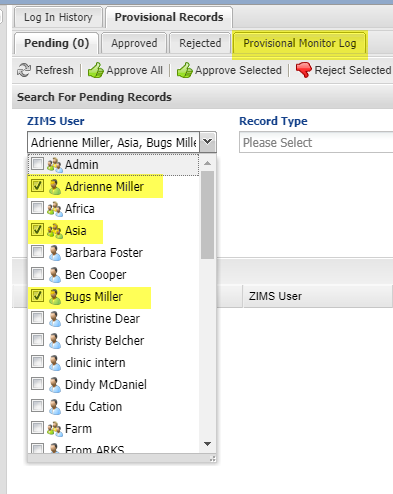 Log In History Provisional Records
Pending (0) Approved Rejected Provisional Monitor Log
Refresh Approve All Approve Selected Reject Selected
Search For Pending Records
ZIMS User Record Type
Adrienne Miller, Asia, Bugs Mille Please Select
Admin
Adrienne Miller
Africa
Asia
Barbara Foster
Ben Cooper
Bugs Miller ZIMS User
Christine Dear
Christy Belcher
clinic intern
Dindy McDaniel
Edu Cation
Farm
From ARKS